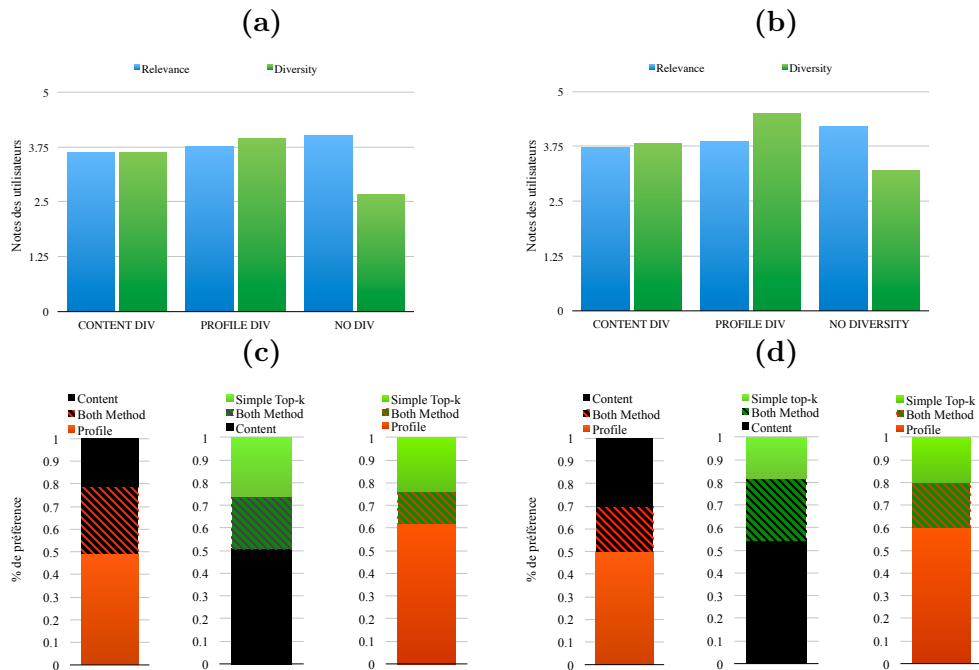 (a)
Relevance Diversity
5
3.75
2.5
1.25
0
Notes des utilisateurs
CONTENT DIV PROFILE DIV NO DIV
(b)
Relevance Diversity
5
3.75
2.5
1.25
0
Notes des utilisateurs
CONTENT DIV PROFILE DIV NO DIVERSITY
(c)
Content
Both Method
Profile
1
0.9
0.8
0.7
0.6
0.5
0.4
0.3
0.2
0.1
0
% de préférence
Simple Top-k
Both Method
Content
1
0.9
0.8
0.7
0.6
0.5
0.4
0.3
0.2
0.1
0
Simple Top-k
Both Method
Profile
1
0.9
0.8
0.7
0.6
0.5
0.4
0.3
0.2
0.1
0
(d)
Content
Both Method
Profile
1
0.9
0.8
0.7
0.6
0.5
0.4
0.3
0.2
0.1
0
% de préférence
Simple top-k
Both Method
Content
1
0.9
0.8
0.7
0.6
0.5
0.4
0.3
0.2
0.1
0
Simple Top-k
Both Method
Profile
1
0.9
0.8
0.7
0.6
0.5
0.4
0.3
0.2
0.1
0